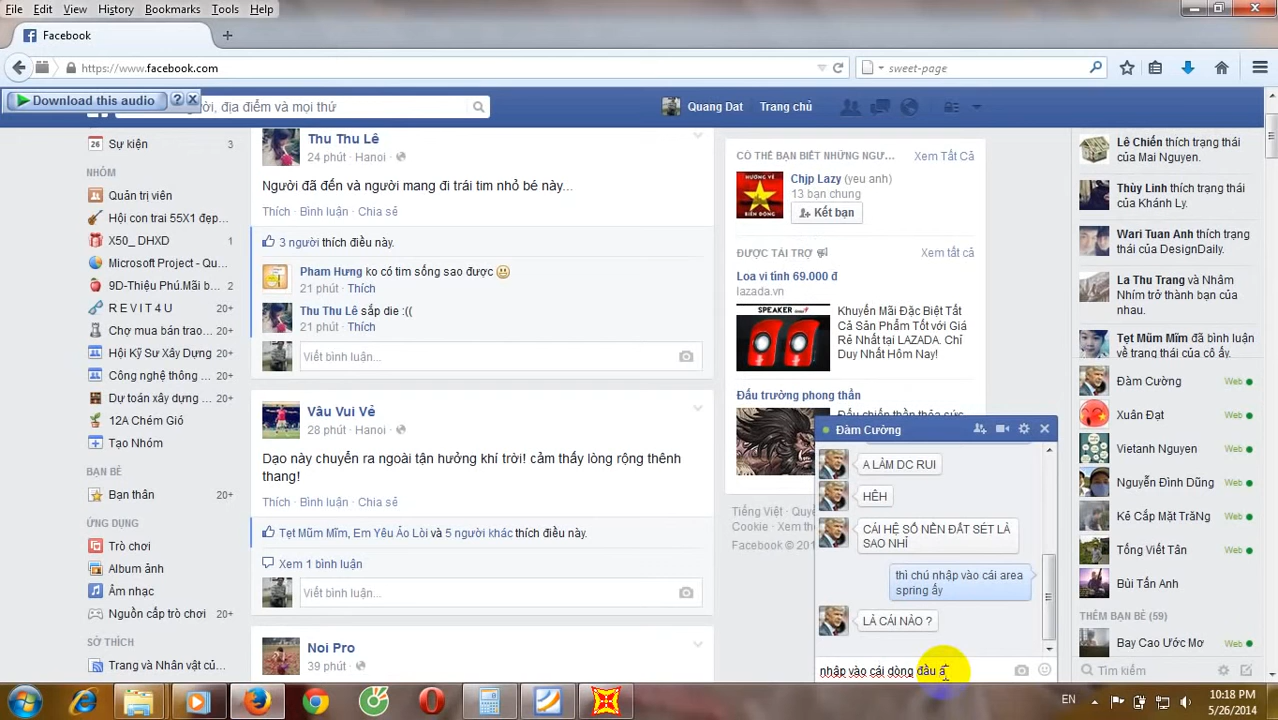 File Edit View History Bookmarks Tools Help
Facebook
https://www.facebook.com
sweet-page
Download this audio ? X
ời, địa điểm và mọi thứ
Quang Dat Trang chủ
Sự kiện 3
NHÓM
Quản trị viên
Hội con trai 55X1 đẹp...
X50_ DHXD 1
Microsoft Project - Qu...
9D-Thiệu Phú.Mãi b... 2
R E V I T 4 U 20+
Chợ mua bán trao... 20+
Hội Kỹ Sư Xây Dựng 20+
Công nghệ thông ... 20+
Dự toán xây dựng ... 20+
12A Chém Gió 20+
Tạo Nhóm
BẠN BÈ
Bạn thân 20+
ỨNG DỤNG
Trò chơi 20+
Album ảnh
Âm nhạc
Nguồn cấp trò chơi 20+
SỞ THÍCH
Trang và Nhân vật củ...
Thu Thu Lê
24 phút · Hanoi ·
Người đã đến và người mang đi trái tim nhỏ bé này...
Thích · Bình luận · Chia sẻ
3 người thích điều này.
Pham Hưng ko có tim sống sao được
21 phút · Thích
Thu Thu Lê sắp die :((
21 phút · Thích
Viết bình luận...
Vâu Vui Vẻ
28 phút · Hanoi ·
Dạo này chuyển ra ngoài tận hưởng khí trời! cảm thấy lòng rộng thênh
thang!
Thích · Bình luận · Chia sẻ
Tẹt Mũm Mĩm, Em Yêu Ảo Lòi và 5 người khác thích điều này.
Xem 1 bình luận
Viết bình luận...
Noi Pro
39 phút ·
CÓ THỂ BẠN BIẾT NHỮNG NGƯ... Xem Tất Cả
Chịp Lazy (yeu anh)
13 bạn chung
Kết bạn
ĐƯỢC TÀI TRỢ Xem tất cả
Loa vi tính 69.000 đ
lazada.vn
SPEAKER
Khuyến Mãi Đặc Biệt Tất
Cả Sản Phẩm Tốt với Giá
Rẻ Nhất tại LAZADA. Chỉ
Duy Nhất Hôm Nay!
Đấu trường phong thần
Tiếng Việt · Quyề
Cookie · Xem thê
Facebook © 201
Đàm Cường
A LÀM DC RUI
HÊH
CÁI HỆ SỐ NỀN ĐẤT SÉT LÀ
SAO NHỈ
thì chú nhập vào cái area
spring ấy
LÀ CÁI NÀO ?
nhập vào cái dòng đầu ấ
Lê Chiến thích trạng thái
của Mai Nguyen.
Thùy Linh thích trạng thái
của Khánh Ly.
Wari Tuan Anh thích trạng
thái của DesignDaily.
La Thu Trang và Nhâm
Nhím trở thành bạn của
nhau.
Tẹt Mũm Mĩm đã bình luận
về trạng thái của cô ấy.
Đàm Cường Web
Xuân Đạt Web
Vietanh Nguyen Web
Nguyễn Đình Dũng Web
Kẻ Cắp Mặt TrăNg Web
Tống Viết Tân Web
Bùi Tấn Anh Web
THÊM BẠN BÈ (59)
Bay Cao Ước Mơ Web
Tìm kiếm
EN
10:18 PM
5/26/2014